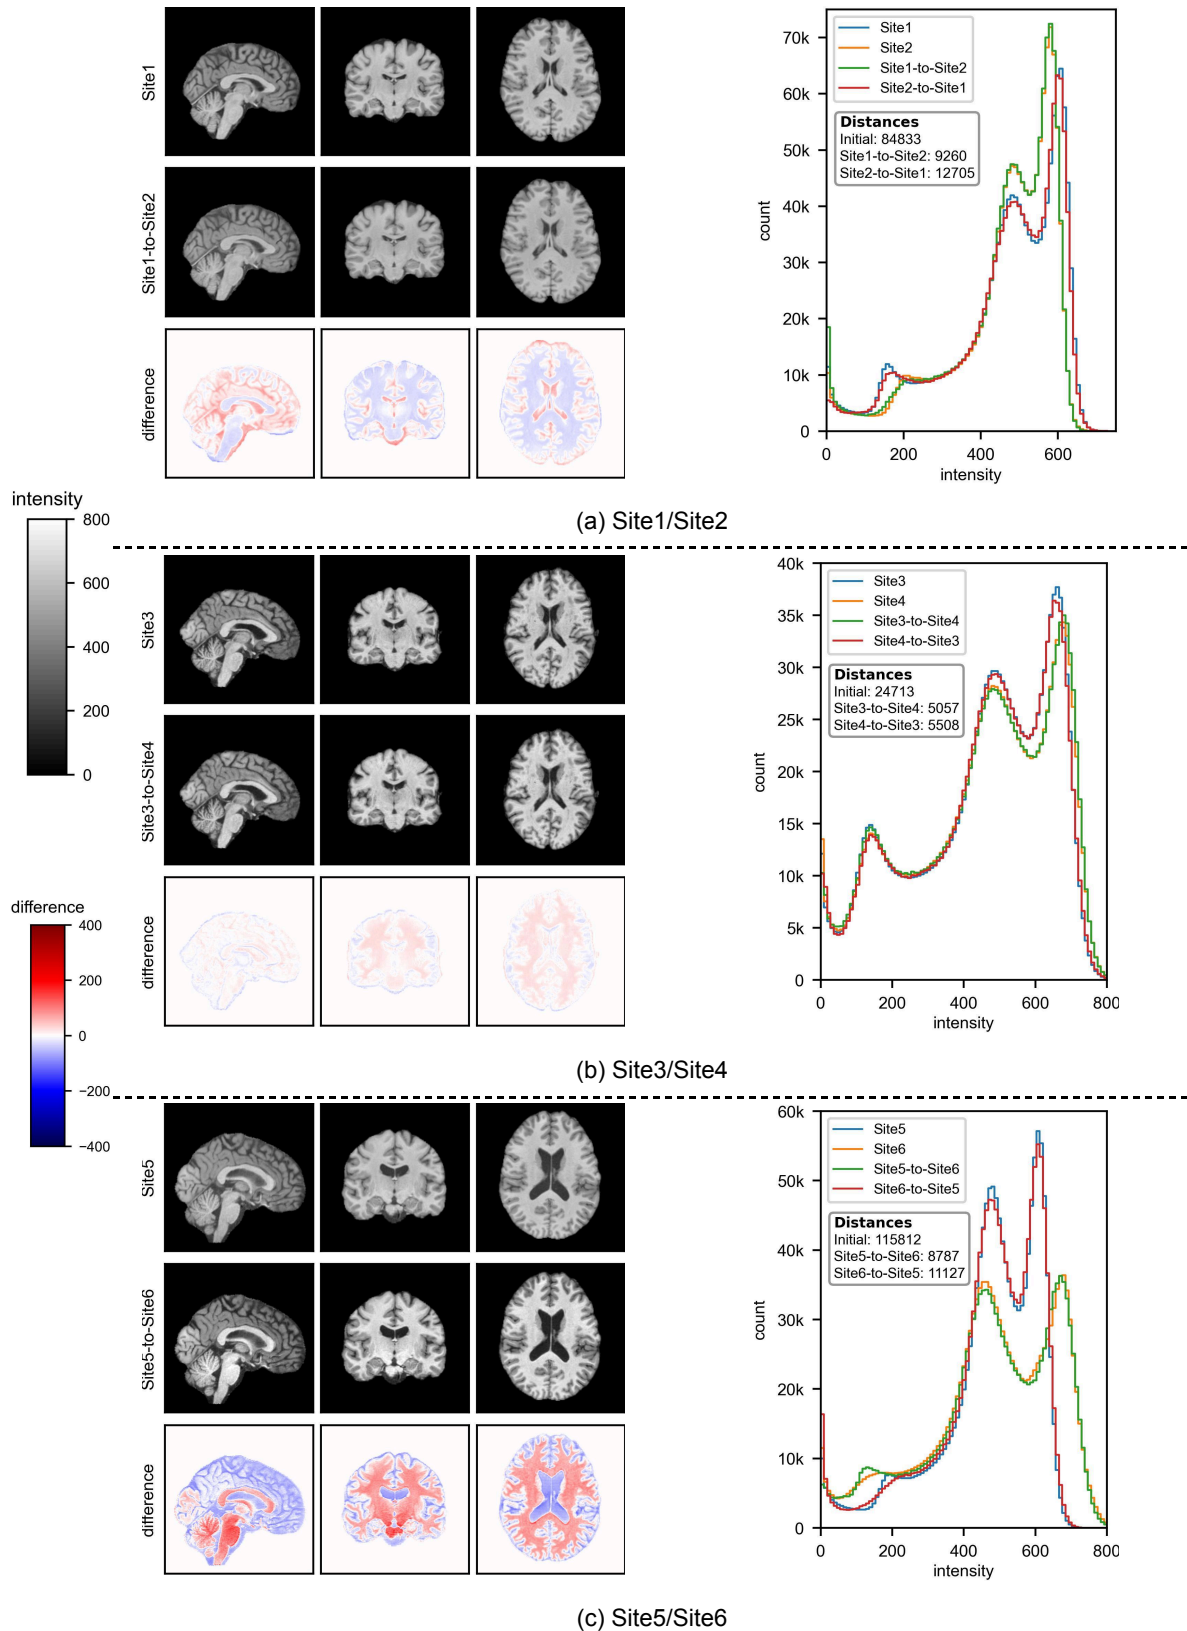 Site1
Site1-to-Site2
difference
70k
60k
50k
40k
30k
20k
10k
0
count
0
200
400
600
intensity
Site1
Site2
Site1-to-Site2
Site2-to-Site1
Distances
Initial: 84833
Site1-to-Site2: 9260
Site2-to-Site1: 12705
(a) Site1/Site2
intensity
800
600
400
200
0
Site3
Site3-to-Site4
difference
40k
35k
30k
25k
20k
15k
10k
5k
0
count
0
200
400
600
800
intensity
Site3
Site4
Site3-to-Site4
Site4-to-Site3
Distances
Initial: 24713
Site3-to-Site4: 5057
Site4-to-Site3: 5508
(b) Site3/Site4
difference
400
200
0
−200
−400
Site5
Site5-to-Site6
difference
60k
50k
40k
30k
20k
10k
0
count
0
200
400
600
800
intensity
Site5
Site6
Site5-to-Site6
Site6-to-Site5
Distances
Initial: 115812
Site5-to-Site6: 8787
Site6-to-Site5: 11127
(c) Site5/Site6